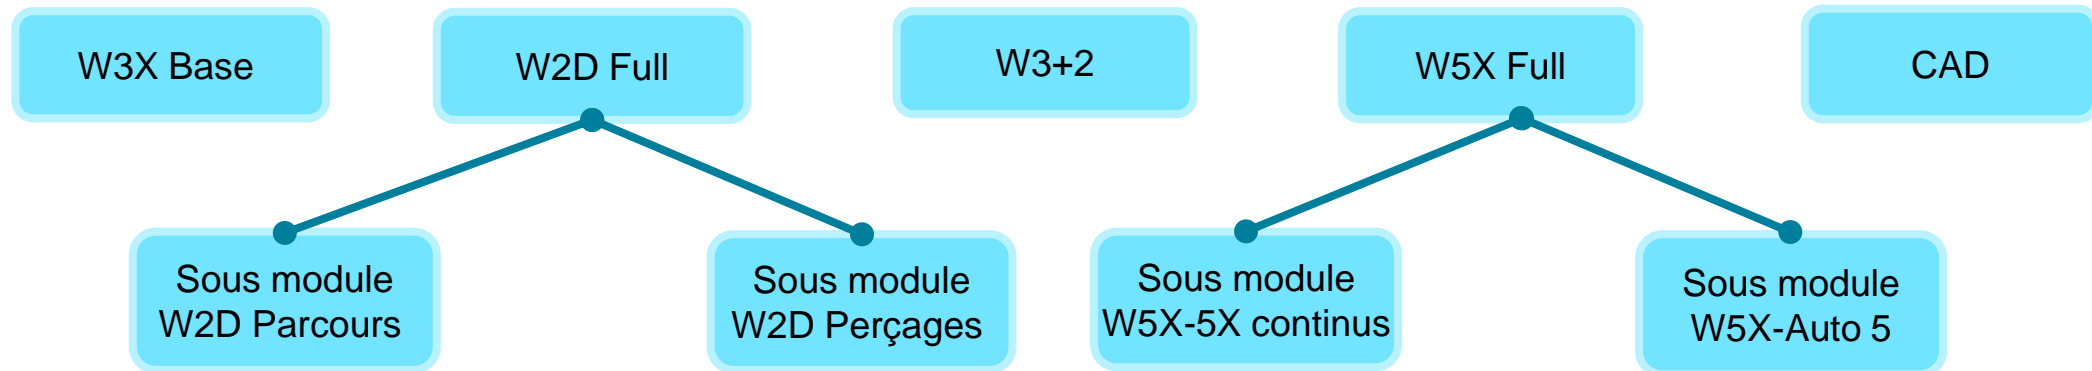 W3X Base
W2D Full
W3+2
W5X Full
CAD
Sous module
W2D Parcours
Sous module
W2D Perçages
Sous module
W5X-5X continus
Sous module
W5X-Auto 5